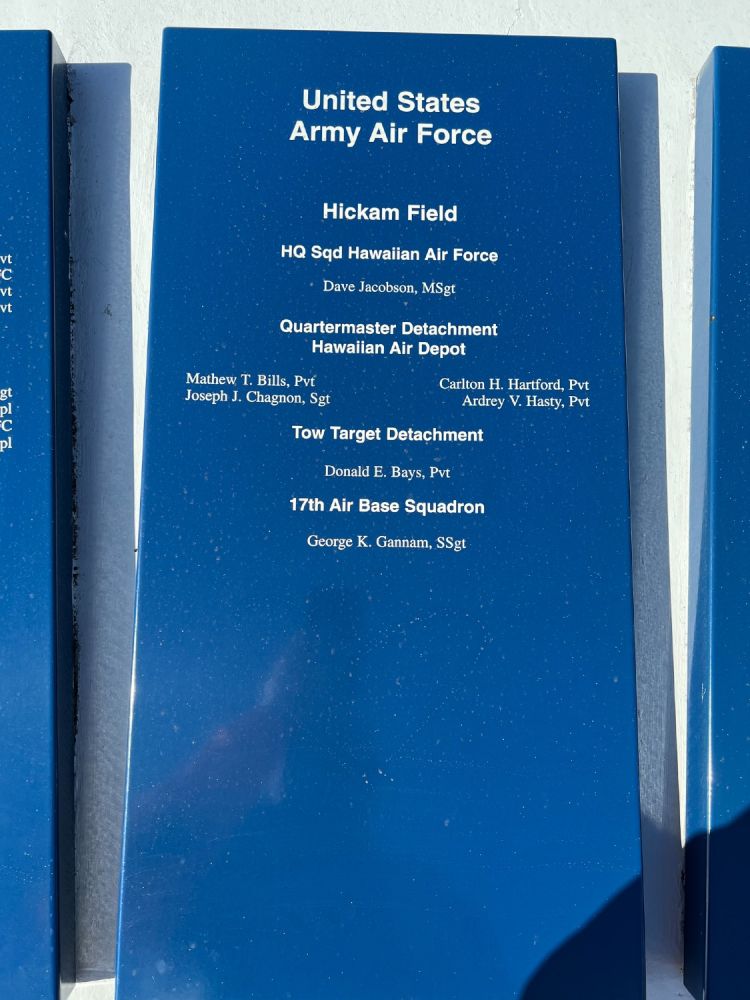 United States
Army Air Force
Hickam Field
HQ Sqd Hawaiian Air Force
Dave Jacobson, MSgt
Quartermaster Detachment
Hawaiian Air Depot
Mathew T. Bills, Pvt
Carlton H. Hartford, Pvt
Joseph J. Chagnon, Sgt
Ardrey V. Hasty, Pvt
Tow Target Detachment
Donald E. Bays, Pvt
17th Air Base Squadron
George K. Gannam, SSgt